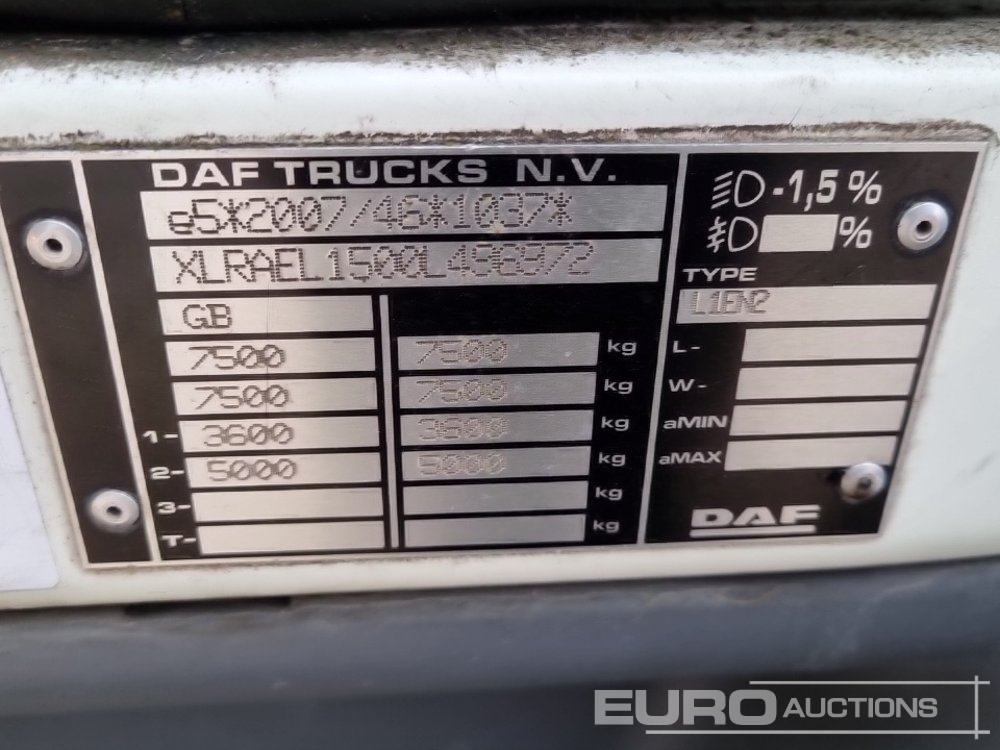 DAF TRUCKS N.V.
e5*2007/46*1037*
XLRAEL1500L496972
GB
7500 7500 kg
7500 7500 kg
1- 3600 3600 kg
2- 5000 5000 kg
3- kg
T- kg
-1,5 %
%
TYPE
L1EN2
L-
W-
aMIN
aMAX
DAF
EURO AUCTIONS